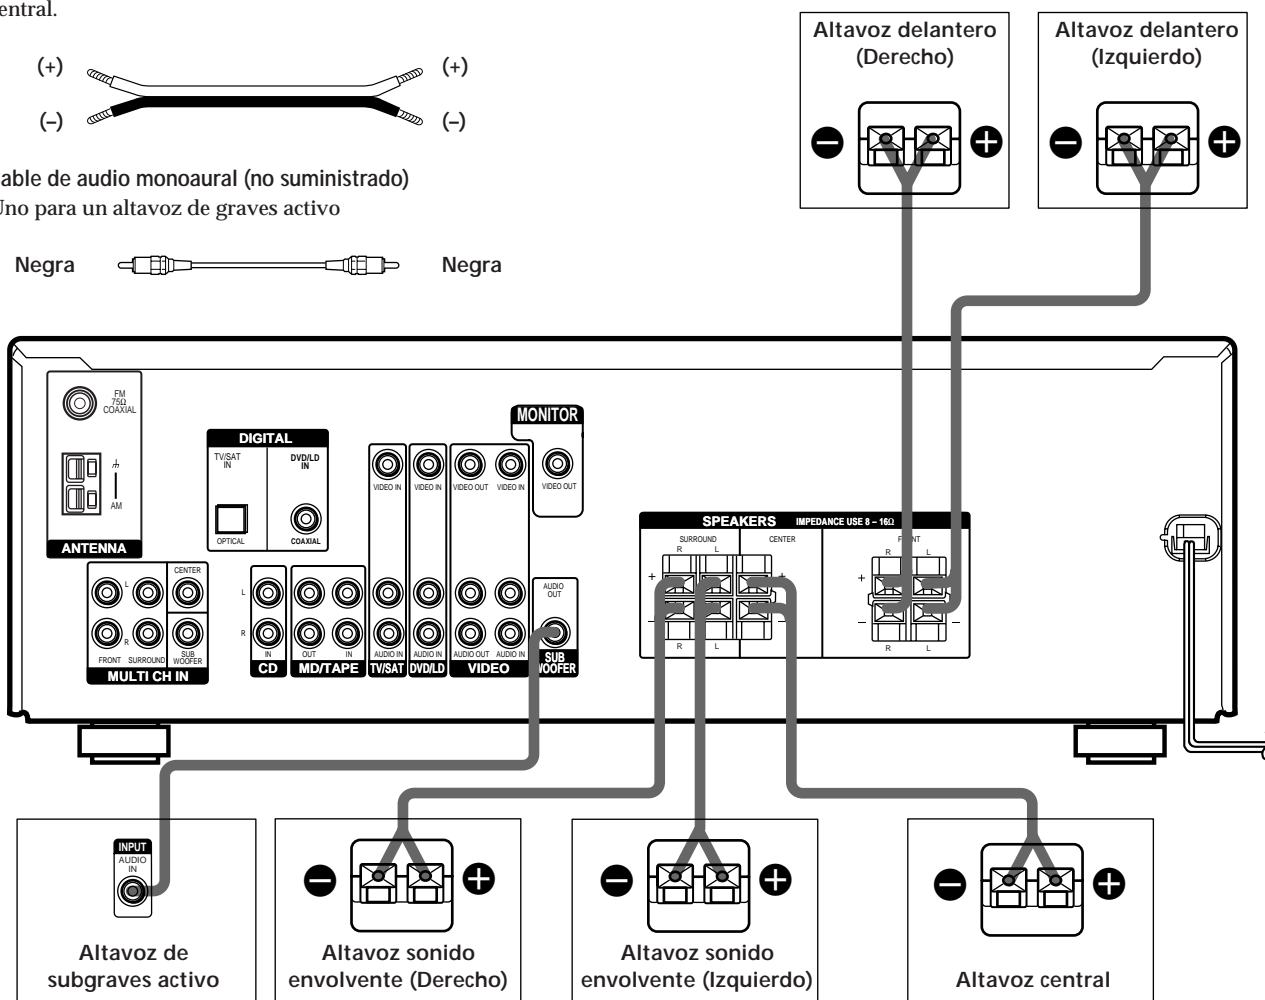 entral.
(+)
(+)
(–)
(–)
able de audio monoaural (no suministrado)
Uno para un altavoz de graves activo
Negra
Negra
Altavoz delantero
(Derecho)
Altavoz delantero
(Izquierdo)
FM
75Ω
COAXIAL
AM
ANTENNA
DIGITAL
TV/SAT
IN
DVD/LD
IN
OPTICAL
COAXIAL
MONITOR
VIDEO OUT
VIDEO IN
VIDEO IN
VIDEO OUT
VIDEO IN
CENTER
L
R
FRONT
SURROUND
SUB
WOOFER
MULTI CH IN
L
R
IN
CD
OUT
IN
MD/TAPE
AUDIO IN
TV/SAT
AUDIO IN
DVD/LD
AUDIO OUT
AUDIO IN
VIDEO
AUDIO
OUT
SUB
WOOFER
SPEAKERS
IMPEDANCE USE 8 – 16Ω
SURROUND
R
L
CENTER
FRONT
R
L
+
+
+
–
–
R
L
R
L
INPUT
AUDIO
IN
Altavoz de
subgraves activo
Altavoz sonido
envolvente (Derecho)
Altavoz sonido
envolvente (Izquierdo)
Altavoz central